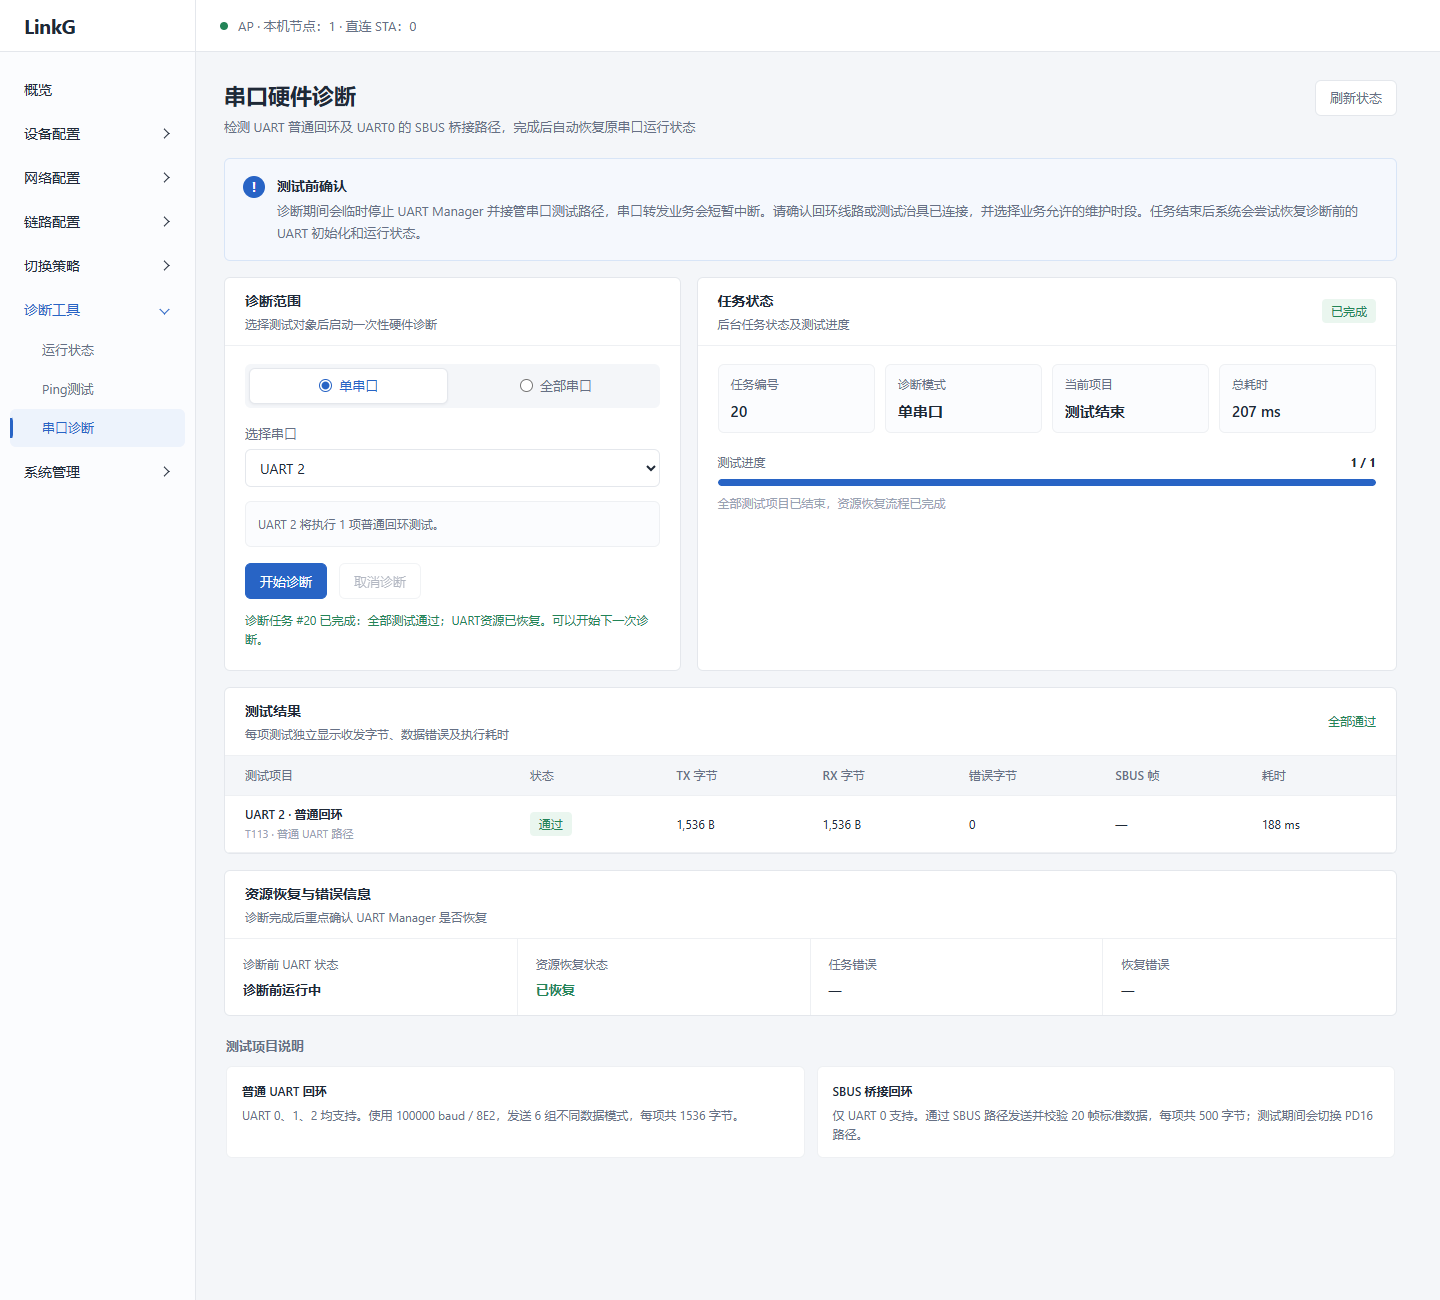 LinkG
AP · 本机节点：1 · 直连 STA：0
概览
设备配置
网络配置
链路配置
切换策略
诊断工具
运行状态
Ping测试
串口诊断
系统管理
串口硬件诊断
刷新状态
检测 UART 普通回环及 UART0 的 SBUS 桥接路径，完成后自动恢复原串口运行状态
!
测试前确认
诊断期间会临时停止 UART Manager 并接管串口测试路径，串口转发业务会短暂中断。请确认回环线路或测试治具已连接，并选择业务允许的维护时段。任务结束后系统会尝试恢复诊断前的
UART 初始化和运行状态。
诊断范围
选择测试对象后启动一次性硬件诊断
单串口
全部串口
选择串口
UART 2
UART 2 将执行 1 项普通回环测试。
开始诊断
取消诊断
诊断任务 #20 已完成：全部测试通过；UART资源已恢复。可以开始下一次诊
断。
任务状态
后台任务状态及测试进度
已完成
任务编号
20
诊断模式
单串口
当前项目
测试结束
总耗时
207 ms
测试进度
1 / 1
全部测试项目已结束，资源恢复流程已完成
测试结果
每项测试独立显示收发字节、数据错误及执行耗时
全部通过
测试项目 状态 TX 字节 RX 字节 错误字节 SBUS 帧 耗时
UART 2 · 普通回环
T113 · 普通 UART 路径
通过 1,536 B 1,536 B 0 — 188 ms
资源恢复与错误信息
诊断完成后重点确认 UART Manager 是否恢复
诊断前 UART 状态
诊断前运行中
资源恢复状态
已恢复
任务错误
—
恢复错误
—
测试项目说明
普通 UART 回环
UART 0、1、2 均支持。使用 100000 baud / 8E2，发送 6 组不同数据模式，每项共 1536 字节。
SBUS 桥接回环
仅 UART 0 支持。通过 SBUS 路径发送并校验 20 帧标准数据，每项共 500 字节；测试期间会切换 PD16
路径。